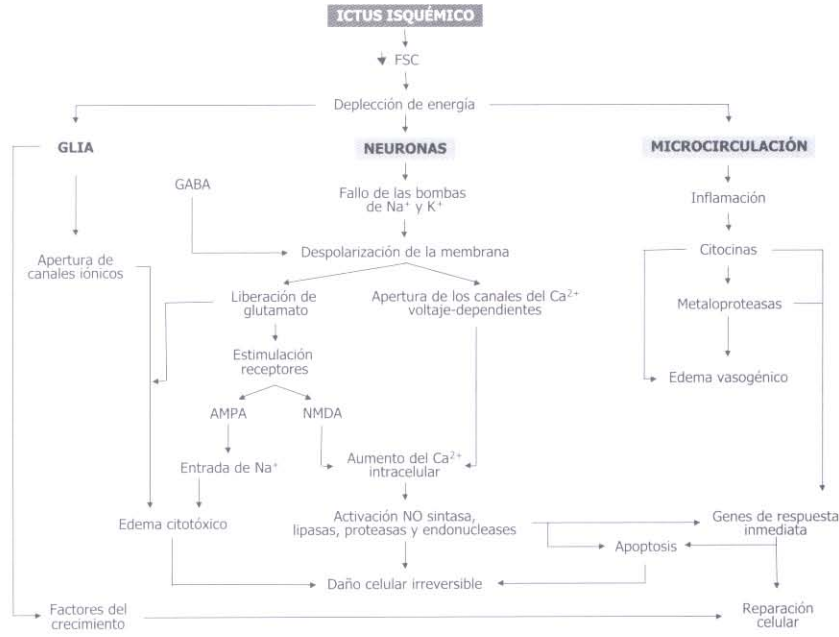 ICTUS ISQUÉMICO
FSC
Deplección de energía
GLIA
NEURONAS
MICROCIRCULACIÓN
GABA
Fallo de las bombas
de Na⁺ y K⁺
Inflamación
Despolarización de la membrana
Citocinas
Apertura de
canales iónicos
Liberación de
glutamato
Apertura de los canales del Ca²⁺
voltaje-dependientes
Metaloproteasas
Estimulación
receptores
Edema vasogénico
AMPA
NMDA
Entrada de Na⁺
Aumento del Ca²⁺
intracelular
Edema citotóxico
Activación NO sintasa,
lipasas, proteasas y endonucleases
Genes de respuesta
inmediata
Apoptosis
Daño celular irreversible
Factores del
crecimiento
Reparación
celular